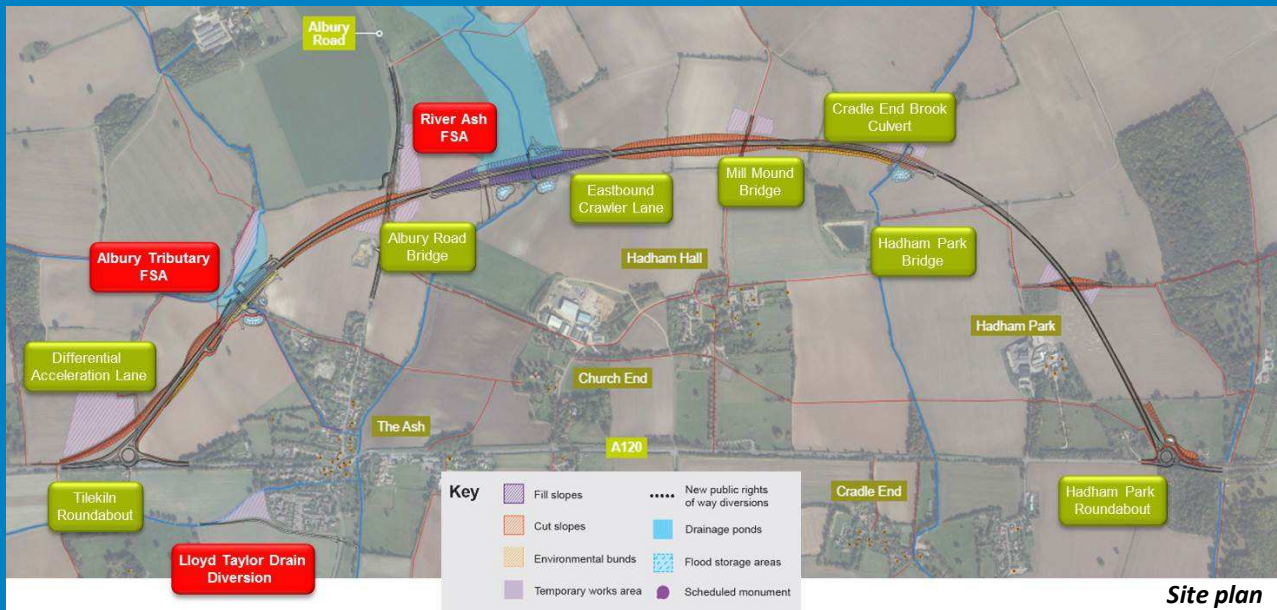 Albury
Road
River Ash
FSA
Cradle End Brook
Culvert
Eastbound
Crawler Lane
Mill Mound
Bridge
Albury Road
Bridge
Hadham Park
Bridge
Albury Tributary
FSA
Hadham Hall
Hadham Park
Differential
Acceleration Lane
Church End
The Ash
A120
Tilekiln
Roundabout
Cradle End
Hadham Park
Roundabout
Lloyd Taylor Drain
Diversion
Key
Fill slopes
Cut slopes
Environmental bunds
Temporary works area
New public rights
of way diversions
Drainage ponds
Flood storage areas
Scheduled monument
Site plan